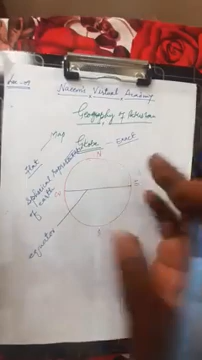 Naeem's Virtual Academy
Geography of Pakistan
Map
Flat
Globe - Exact
Spherical representation
of earth
N
W
E
S
equator